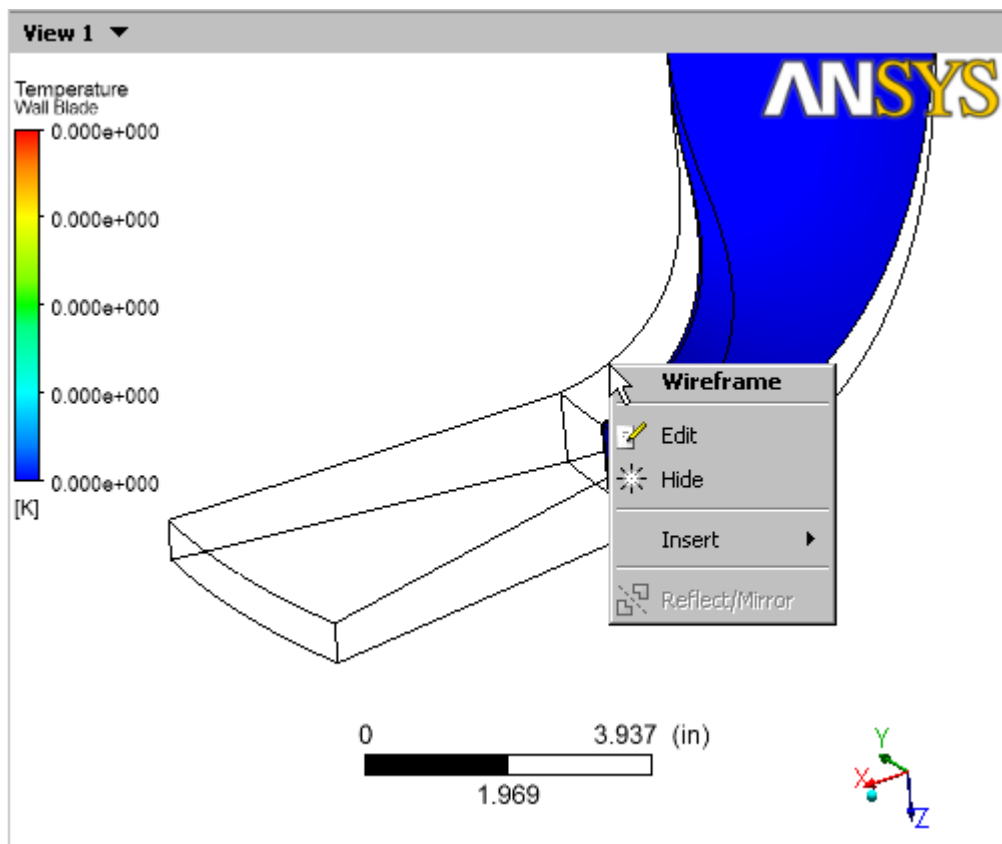 View 1
Temperature
Wall Blade
0.000e+000
0.000e+000
0.000e+000
0.000e+000
0.000e+000
[K]
ANSYS
Wireframe
Edit
Hide
Insert
Reflect/Mirror
0 3.937 (in)
1.969
Y
X
Z